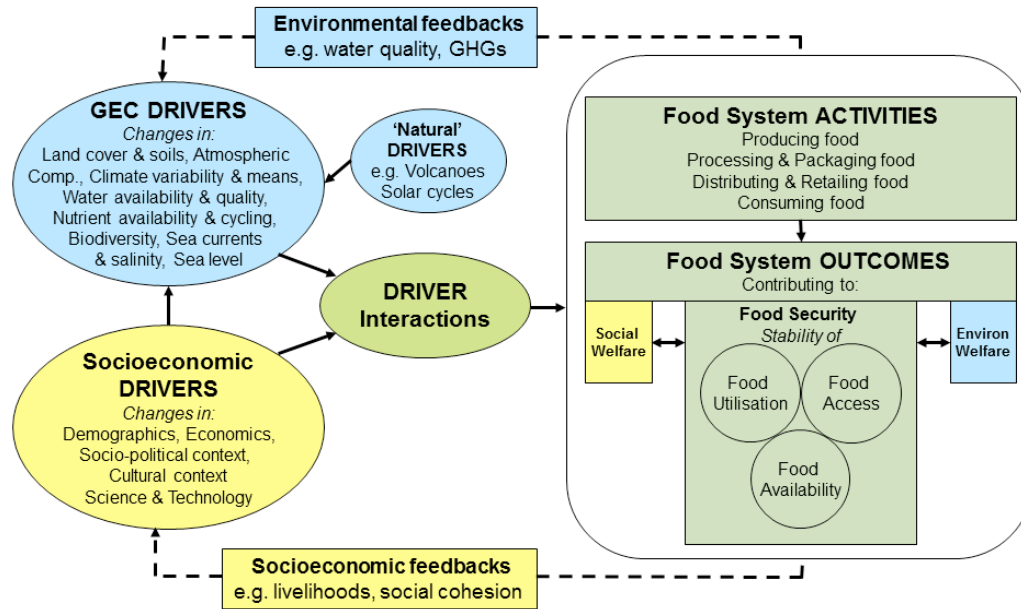 Environmental feedbacks
e.g. water quality, GHGs
GEC DRIVERS
Changes in:
Land cover & soils, Atmospheric
Comp., Climate variability & means,
Water availability & quality,
Nutrient availability & cycling,
Biodiversity, Sea currents
& salinity, Sea level
‘Natural’
DRIVERS
e.g. Volcanoes
Solar cycles
DRIVER
Interactions
Socioeconomic
DRIVERS
Changes in:
Demographics, Economics,
Socio-political context,
Cultural context
Science & Technology
Socioeconomic feedbacks
e.g. livelihoods, social cohesion
Food System ACTIVITIES
Producing food
Processing & Packaging food
Distributing & Retailing food
Consuming food
Food System OUTCOMES
Contributing to:
Social
Welfare
Food Security
Stability of
Food
Utilisation
Food
Access
Food
Availability
Environ
Welfare